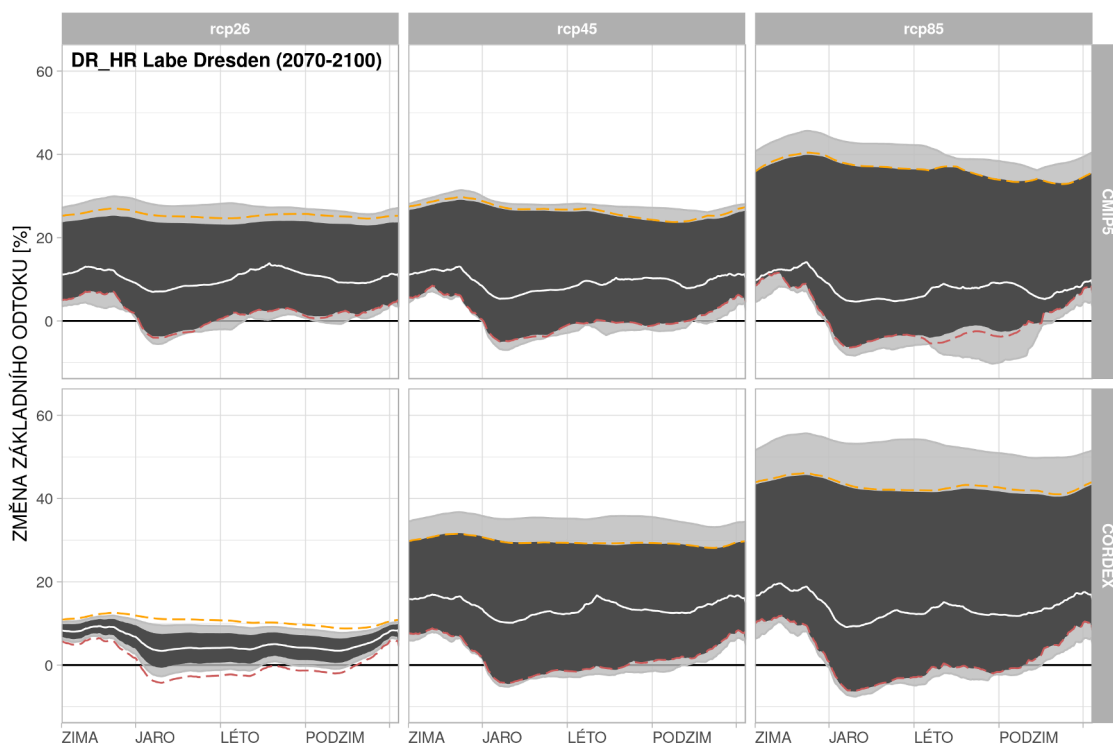 rcp26 rcp45 rcp85
DR_HR Labe Dresden (2070-2100)
ZMĚNA ZÁKLADNÍHO ODTOKU [%]
60
40
20
0
CMIP5
60
40
20
0
CORDEX
ZIMA JARO LÉTO PODZIM ZIMA JARO LÉTO PODZIM ZIMA JARO LÉTO PODZIM